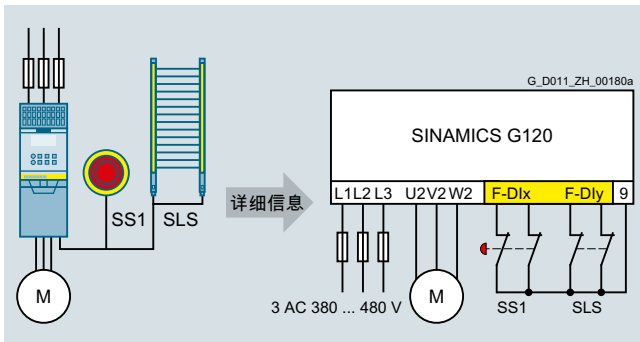 G_D011_ZH_00180a
SINAMICS G120
L1 L2 L3 U2 V2 W2 F-DIx F-DIy 9
SS1 SLS
详细信息
M
3 AC 380 ... 480 V
M
SS1 SLS